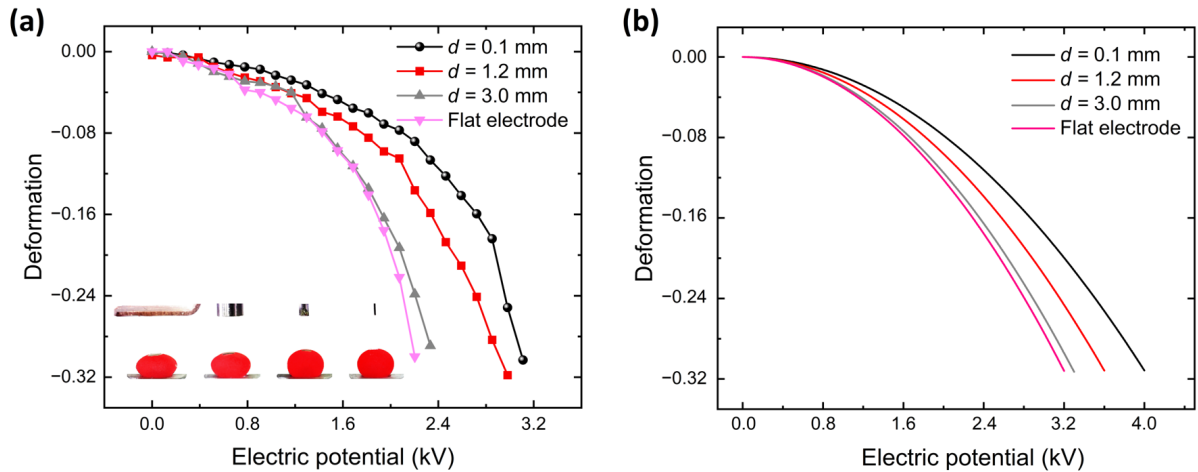 (a)
0.00
−0.08
−0.16
−0.24
−0.32
Deformation
d = 0.1 mm
d = 1.2 mm
d = 3.0 mm
Flat electrode
0.0 0.8 1.6 2.4 3.2
Electric potential (kV)
(b)
0.00
−0.08
−0.16
−0.24
−0.32
Deformation
d = 0.1 mm
d = 1.2 mm
d = 3.0 mm
Flat electrode
0.0 0.8 1.6 2.4 3.2 4.0
Electric potential (kV)